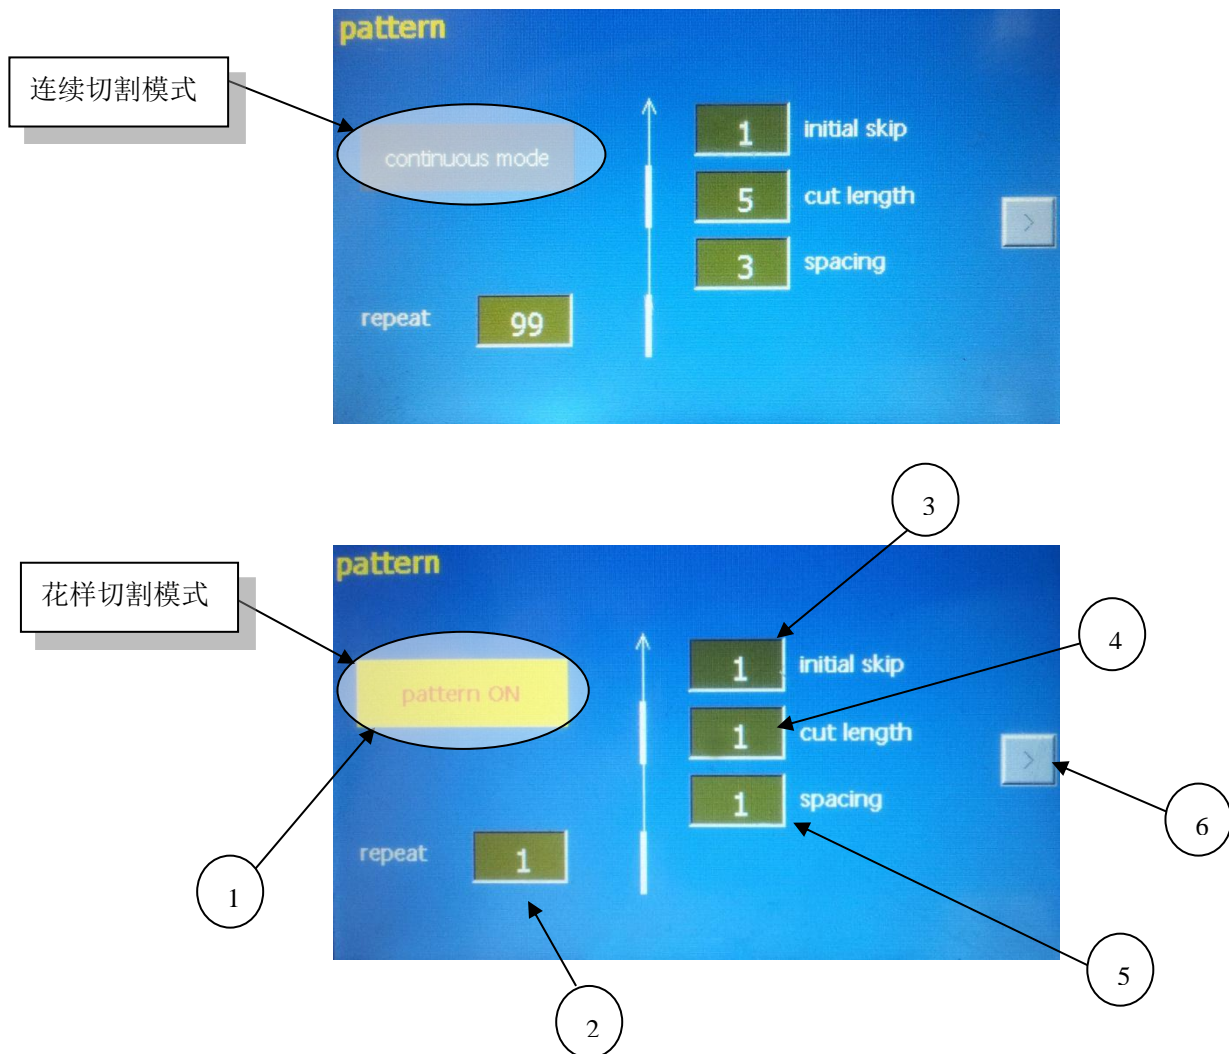 pattern
连续切割模式
continuous mode
1 initial skip
5 cut length
3 spacing
>
repeat 99
3
pattern
花样切割模式
4
1 initial skip
pattern ON
1 cut length
>
1 spacing
6
repeat 1
1
5
2